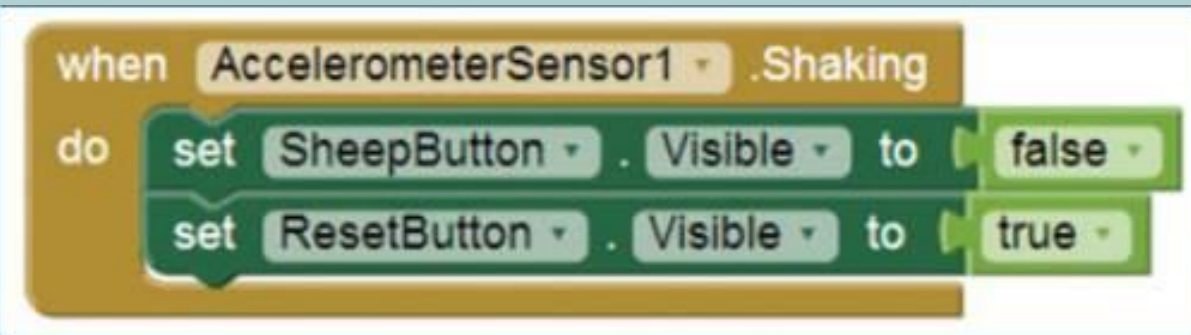 when AccelerometerSensor1 .Shaking
do set SheepButton . Visible to false
set ResetButton . Visible to true